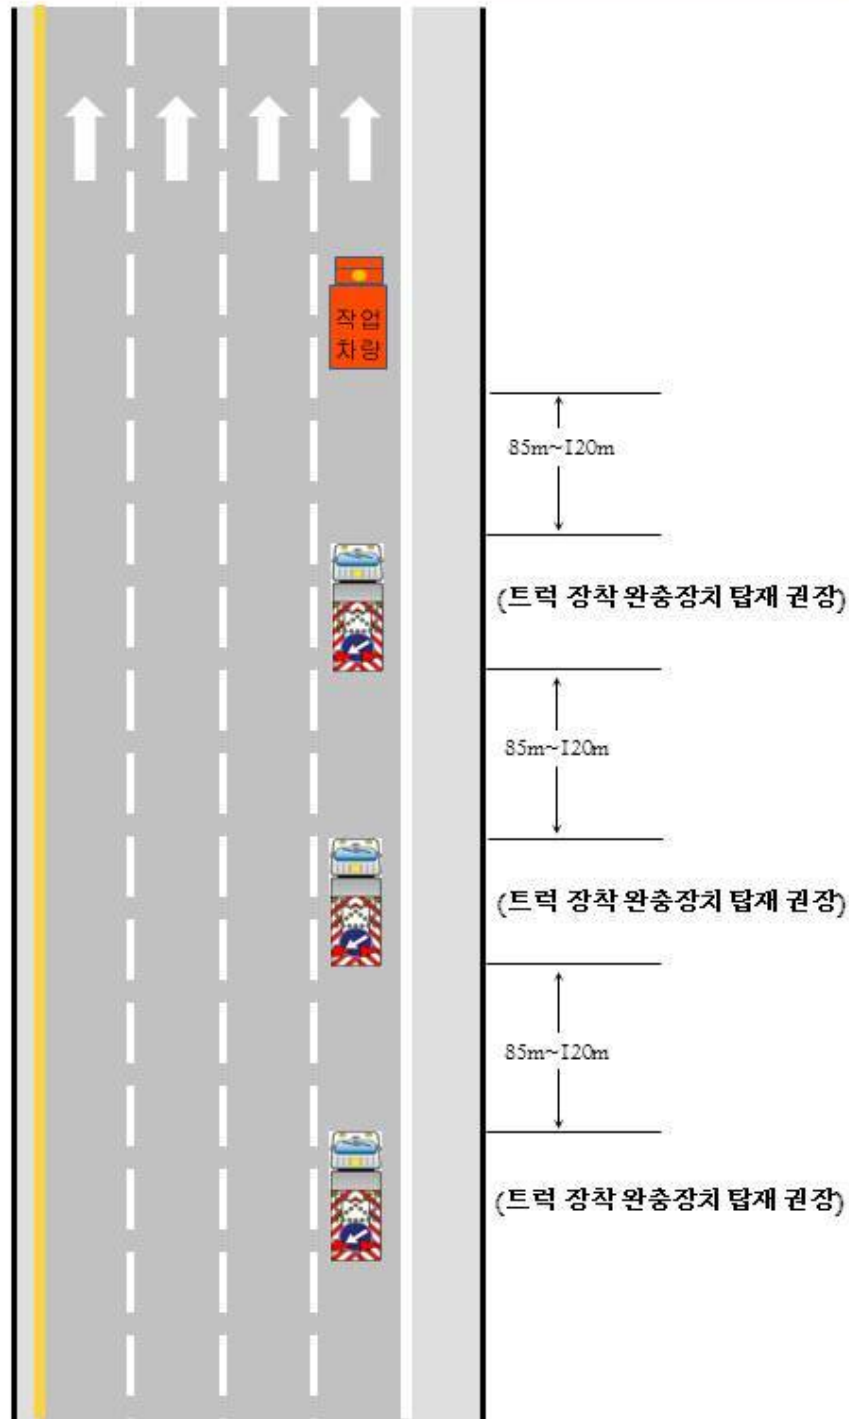 작업
차량
85m~120m
(트럭 장착 완충장치 탑재 권장)
85m~120m
(트럭 장착 완충장치 탑재 권장)
85m~120m
(트럭 장착 완충장치 탑재 권장)